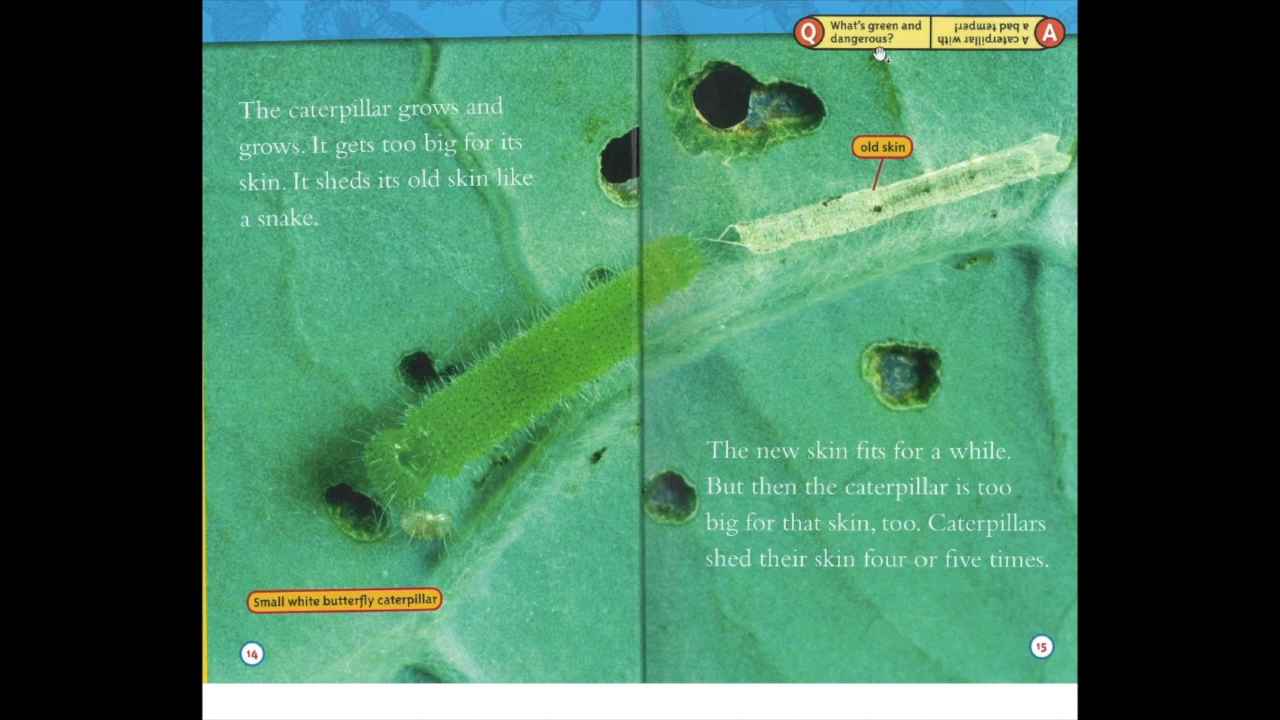 Q
What's green and
dangerous?
A caterpillar with
a bad temper!
A
The caterpillar grows and
grows. It gets too big for its
skin. It sheds its old skin like
a snake.
old skin
The new skin fits for a while.
But then the caterpillar is too
big for that skin, too. Caterpillars
shed their skin four or five times.
Small white butterfly caterpillar
14
15